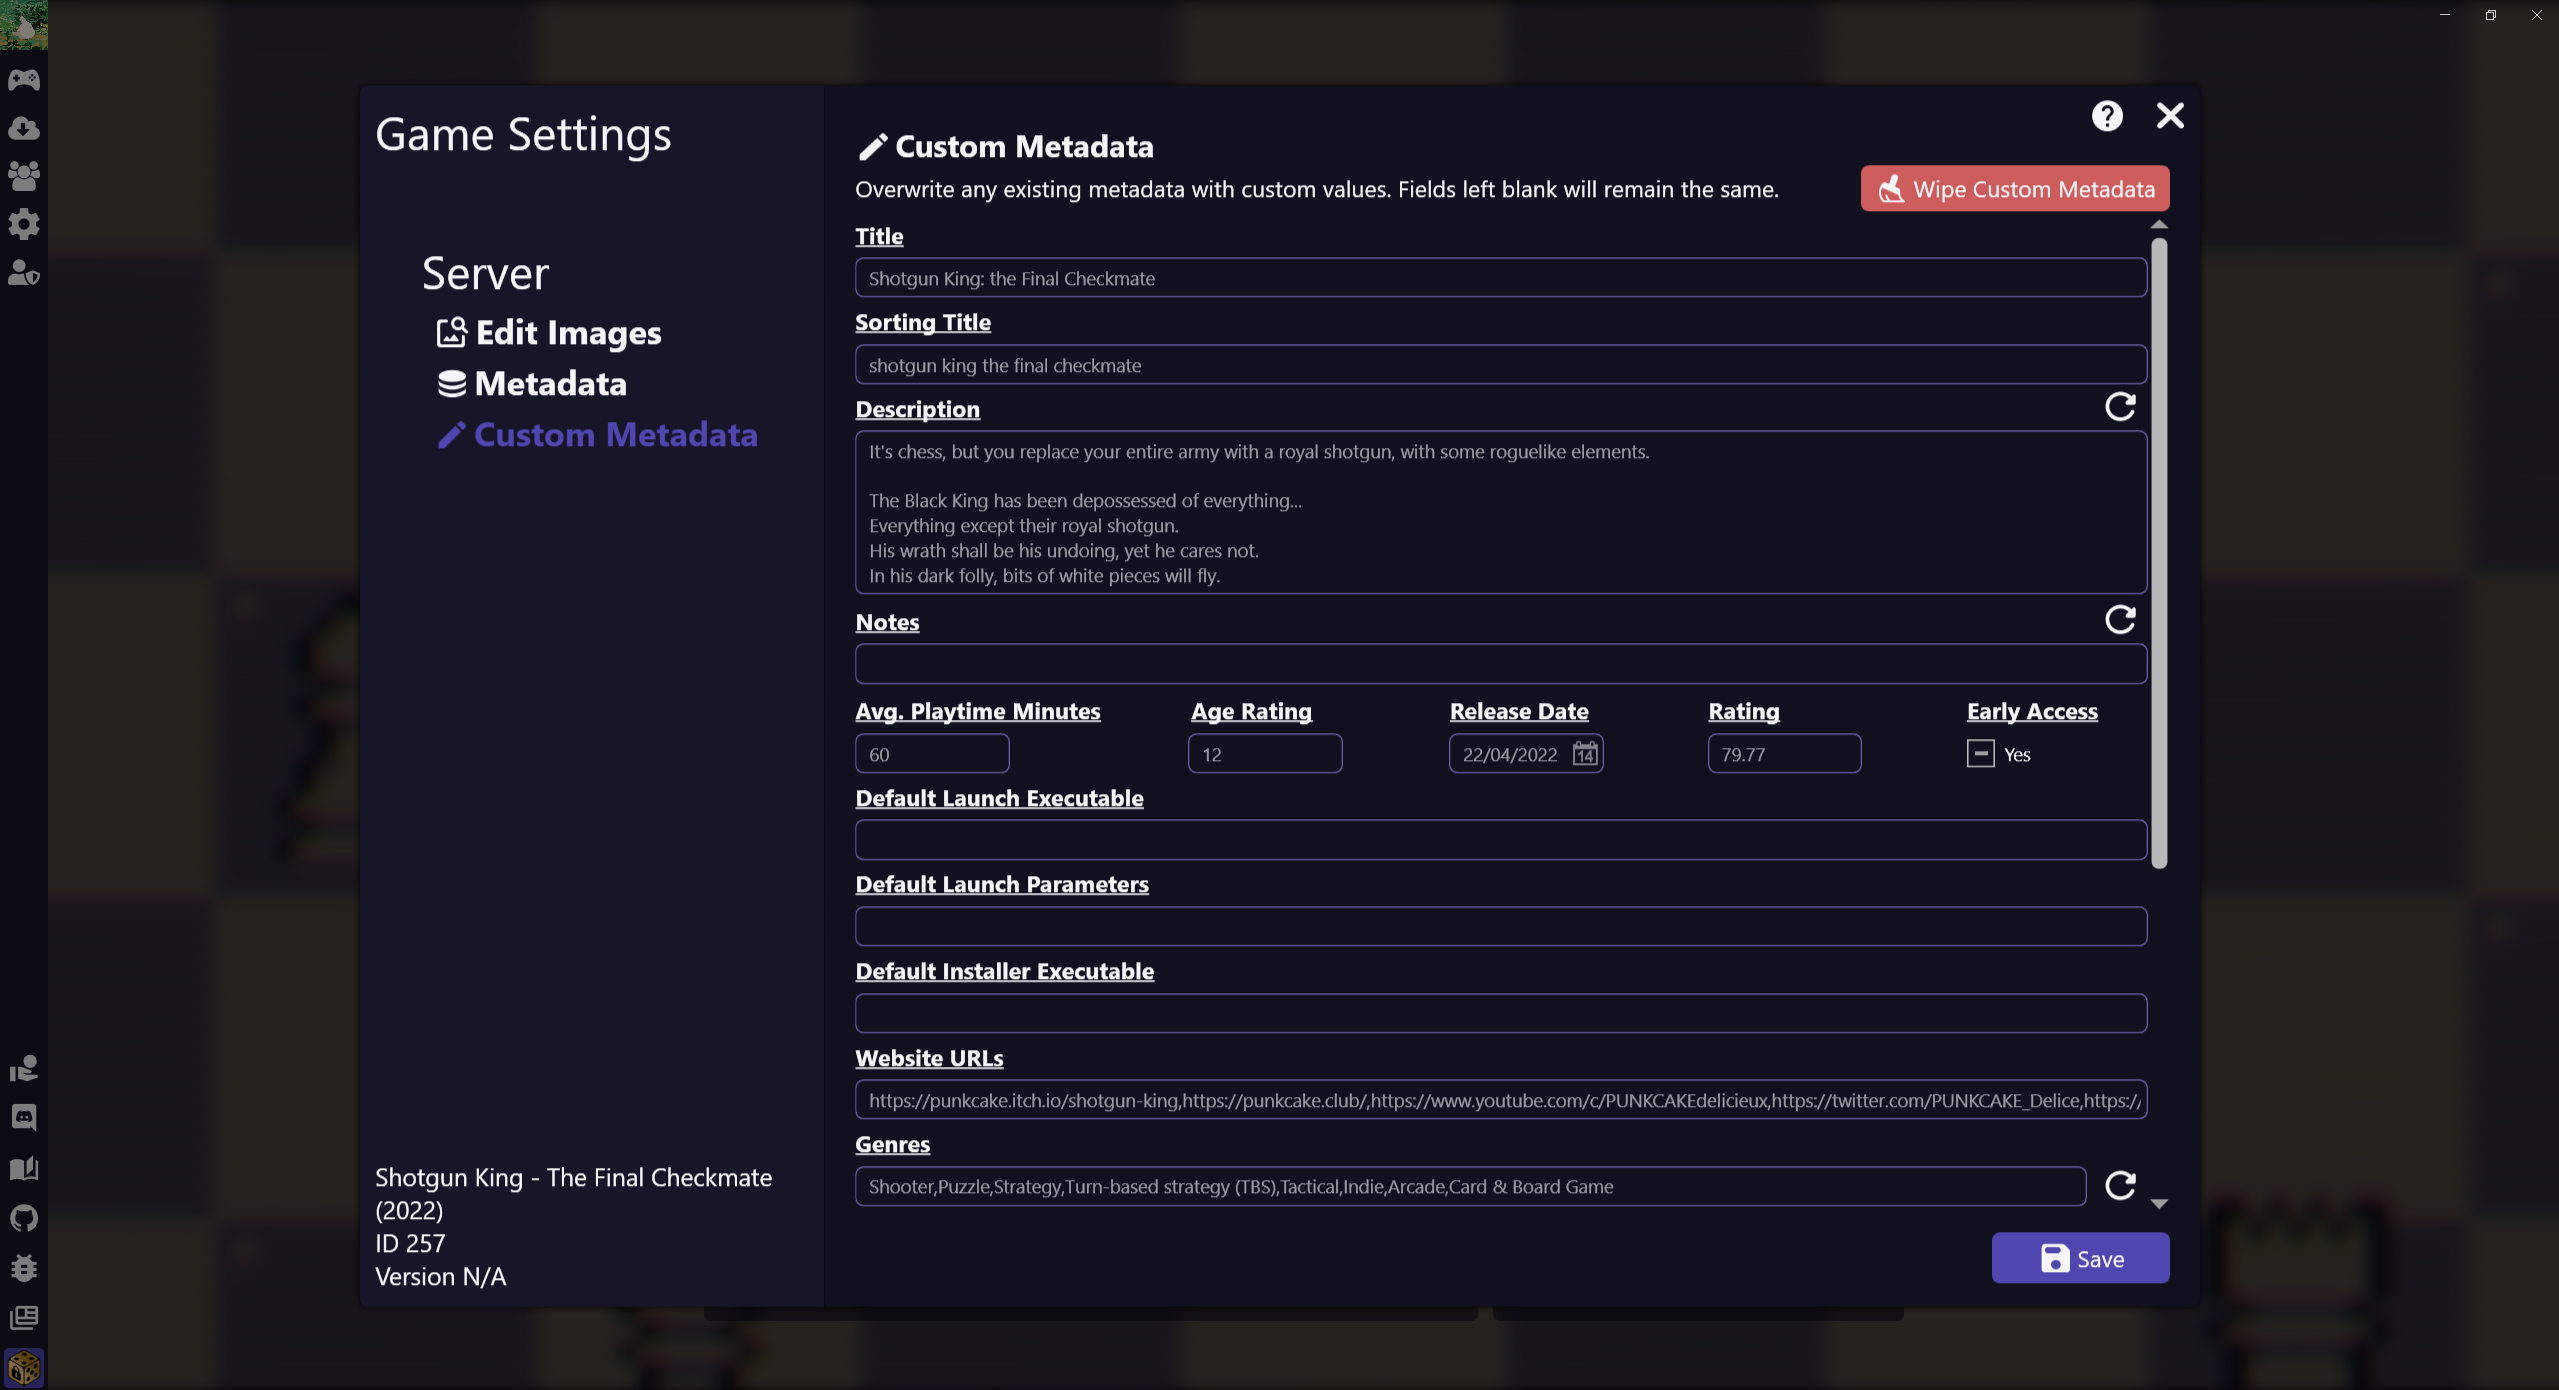 Game Settings
Server
Edit Images
Metadata
Custom Metadata
Shotgun King - The Final Checkmate
(2022)
ID 257
Version N/A
?
Custom Metadata
Overwrite any existing metadata with custom values. Fields left blank will remain the same.
Wipe Custom Metadata
Title
Shotgun King: the Final Checkmate
Sorting Title
shotgun king the final checkmate
Description
It's chess, but you replace your entire army with a royal shotgun, with some roguelike elements.
The Black King has been depossessed of everything...
Everything except their royal shotgun.
His wrath shall be his undoing, yet he cares not.
In his dark folly, bits of white pieces will fly.
Notes
Avg. Playtime Minutes Age Rating Release Date Rating Early Access
60 12 22/04/2022 14 79.77 Yes
Default Launch Executable
Default Launch Parameters
Default Installer Executable
Website URLs
https://punkcake.itch.io/shotgun-king,https://punkcake.club/,https://www.youtube.com/c/PUNKCAKEdelicieux,https://twitter.com/PUNKCAKE_Delice,https://
Genres
Shooter,Puzzle,Strategy,Turn-based strategy (TBS),Tactical,Indie,Arcade,Card & Board Game
Save